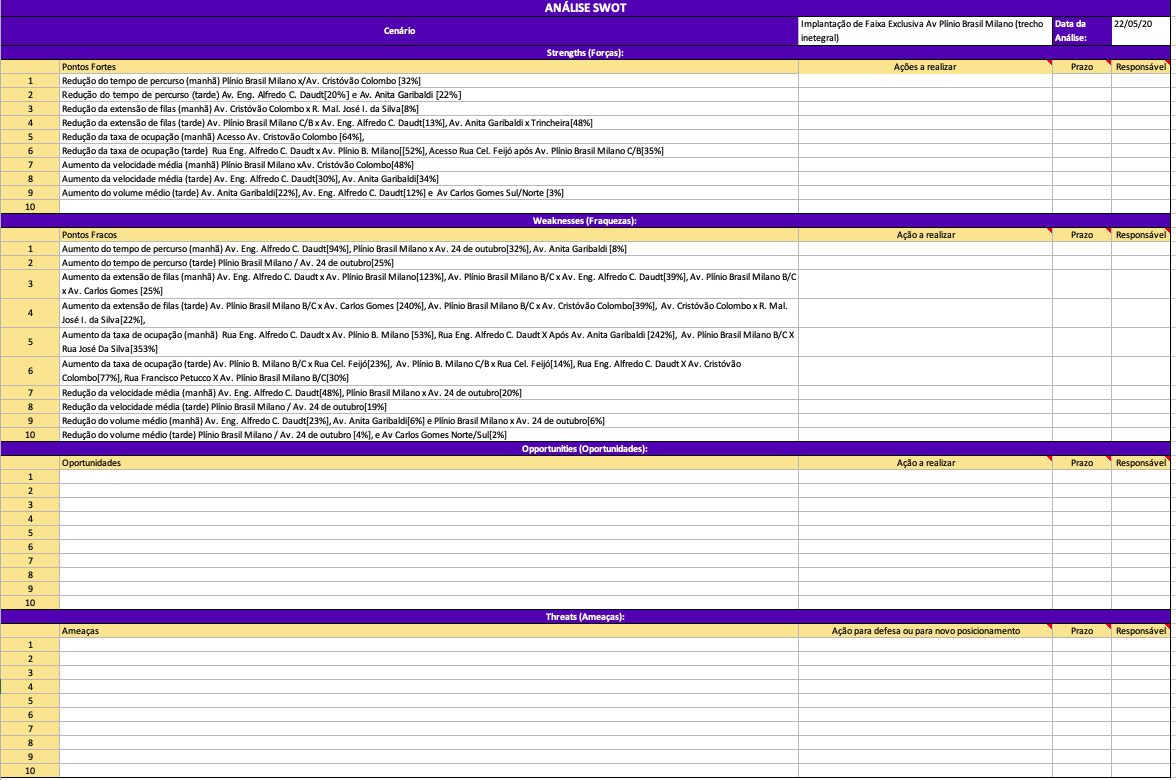 ANÁLISE SWOT
Cenário
Implantação de Faixa Exclusiva Av Plínio Brasil Milano (trecho
inetegral)
Data da
Análise:
22/05/20
Strengths (Forças):
Pontos Fortes
Ações a realizar
Prazo
Responsável
1 Redução do tempo de percurso (manhã) Plínio Brasil Milano x/Av. Cristóvão Colombo [32%]
2 Redução do tempo de percurso (tarde) Av. Eng. Alfredo C. Daudt[20%] e Av. Anita Garibaldi [22%]
3 Redução da extensão de filas (manhã) Av. Cristóvão Colombo x R. Mal. José I. da Silva[8%]
4 Redução da extensão de filas (tarde) Av. Plínio Brasil Milano C/B x Av. Eng. Alfredo C. Daudt[13%], Av. Anita Garibaldi x Trincheira[48%]
5 Redução da taxa de ocupação (manhã) Acesso Av. Cristovão Colombo [64%],
6 Redução da taxa de ocupação (tarde) Rua Eng. Alfredo C. Daudt x Av. Plínio B. Milano[[52%], Acesso Rua Cel. Feijó após Av. Plínio Brasil Milano C/B[35%]
7 Aumento da velocidade média (manhã) Plínio Brasil Milano xAv. Cristóvão Colombo[48%]
8 Aumento da velocidade média (tarde) Av. Eng. Alfredo C. Daudt[30%], Av. Anita Garibaldi[34%]
9 Aumento do volume médio (tarde) Av. Anita Garibaldi[22%], Av. Eng. Alfredo C. Daudt[12%] e Av Carlos Gomes Sul/Norte [3%]
10
Weaknesses (Fraquezas):
Pontos Fracos
Ação a realizar
Prazo
Responsável
1 Aumento do tempo de percurso (manhã) Av. Eng. Alfredo C. Daudt[94%], Plínio Brasil Milano x Av. 24 de outubro[32%], Av. Anita Garibaldi [8%]
2 Aumento do tempo de percurso (tarde) Plínio Brasil Milano / Av. 24 de outubro[25%]
3 Aumento da extensão de filas (manhã) Av. Eng. Alfredo C. Daudt x Av. Plínio Brasil Milano[123%], Av. Plínio Brasil Milano B/C x Av. Eng. Alfredo C. Daudt[39%], Av. Plínio Brasil Milano B/C
x Av. Carlos Gomes [25%]
4 Aumento da extensão de filas (tarde) Av. Plínio Brasil Milano B/C x Av. Carlos Gomes [240%], Av. Plínio Brasil Milano B/C x Av. Cristóvão Colombo[39%], Av. Cristóvão Colombo x R. Mal.
José I. da Silva[22%],
5 Aumento da taxa de ocupação (manhã) Rua Eng. Alfredo C. Daudt x Av. Plínio B. Milano [53%], Rua Eng. Alfredo C. Daudt X Após Av. Anita Garibaldi [242%], Av. Plínio Brasil Milano B/C X
Rua José Da Silva[353%]
6 Aumento da taxa de ocupação (tarde) Av. Plínio B. Milano B/C x Rua Cel. Feijó[23%], Av. Plínio B. Milano C/B x Rua Cel. Feijó[14%], Rua Eng. Alfredo C. Daudt X Av. Cristóvão
Colombo[77%], Rua Francisco Petucco X Av. Plínio Brasil Milano B/C[30%]
7 Redução da velocidade média (manhã) Av. Eng. Alfredo C. Daudt[48%], Plínio Brasil Milano x Av. 24 de outubro[20%]
8 Redução da velocidade média (tarde) Plínio Brasil Milano / Av. 24 de outubro[19%]
9 Redução do volume médio (manhã) Av. Eng. Alfredo C. Daudt[23%], Av. Anita Garibaldi[6%] e Plínio Brasil Milano x Av. 24 de outubro[6%]
10 Redução do volume médio (tarde) Plínio Brasil Milano / Av. 24 de outubro [4%], e Av Carlos Gomes Norte/Sul[2%]
Opportunities (Oportunidades):
Oportunidades
Ação a realizar
Prazo
Responsável
1
2
3
4
5
6
7
8
9
10
Threats (Ameaças):
Ameaças
Ação para defesa ou para novo posicionamento
Prazo
Responsável
1
2
3
4
5
6
7
8
9
10